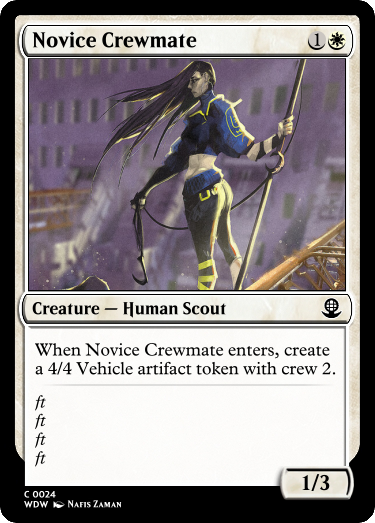 Novice Crewmate 1
Creature — Human Scout
When Novice Crewmate enters, create
a 4/4 Vehicle artifact token with crew 2.
ft
ft
ft
ft
1/3
C 0024
WDW Nafis Zaman